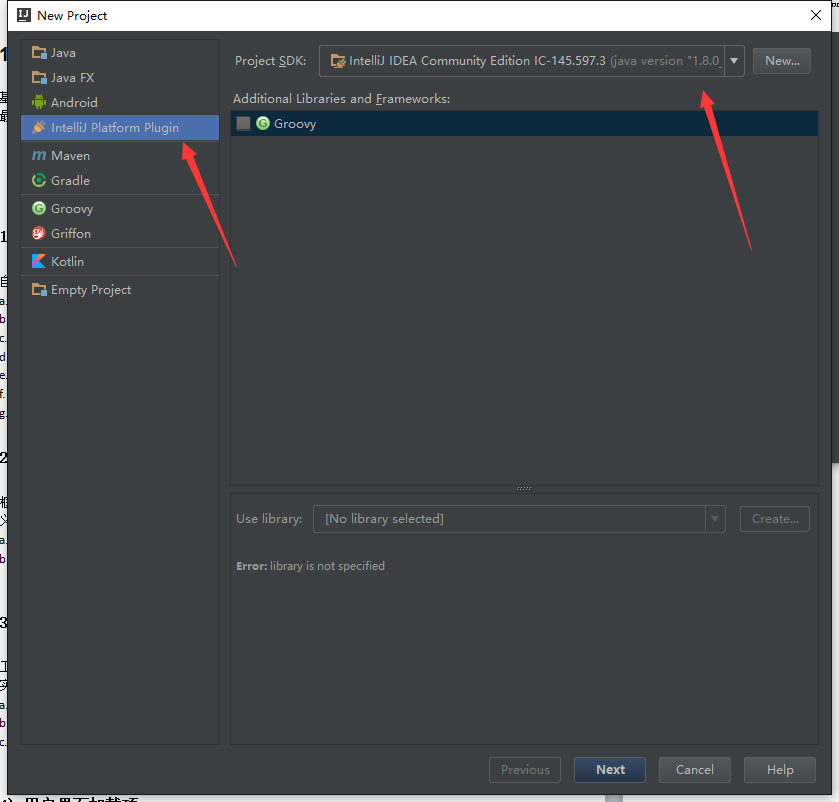 New Project
Java
Java FX
Android
IntelliJ Platform Plugin
Maven
Gradle
Groovy
Griffon
Kotlin
Empty Project
Project SDK: IntelliJ IDEA Community Edition IC-145.597.3 (java version "1.8.0_ New...
Additional Libraries and Frameworks:
Groovy
Use library: [No library selected] Create...
Error: library is not specified
Previous Next Cancel Help